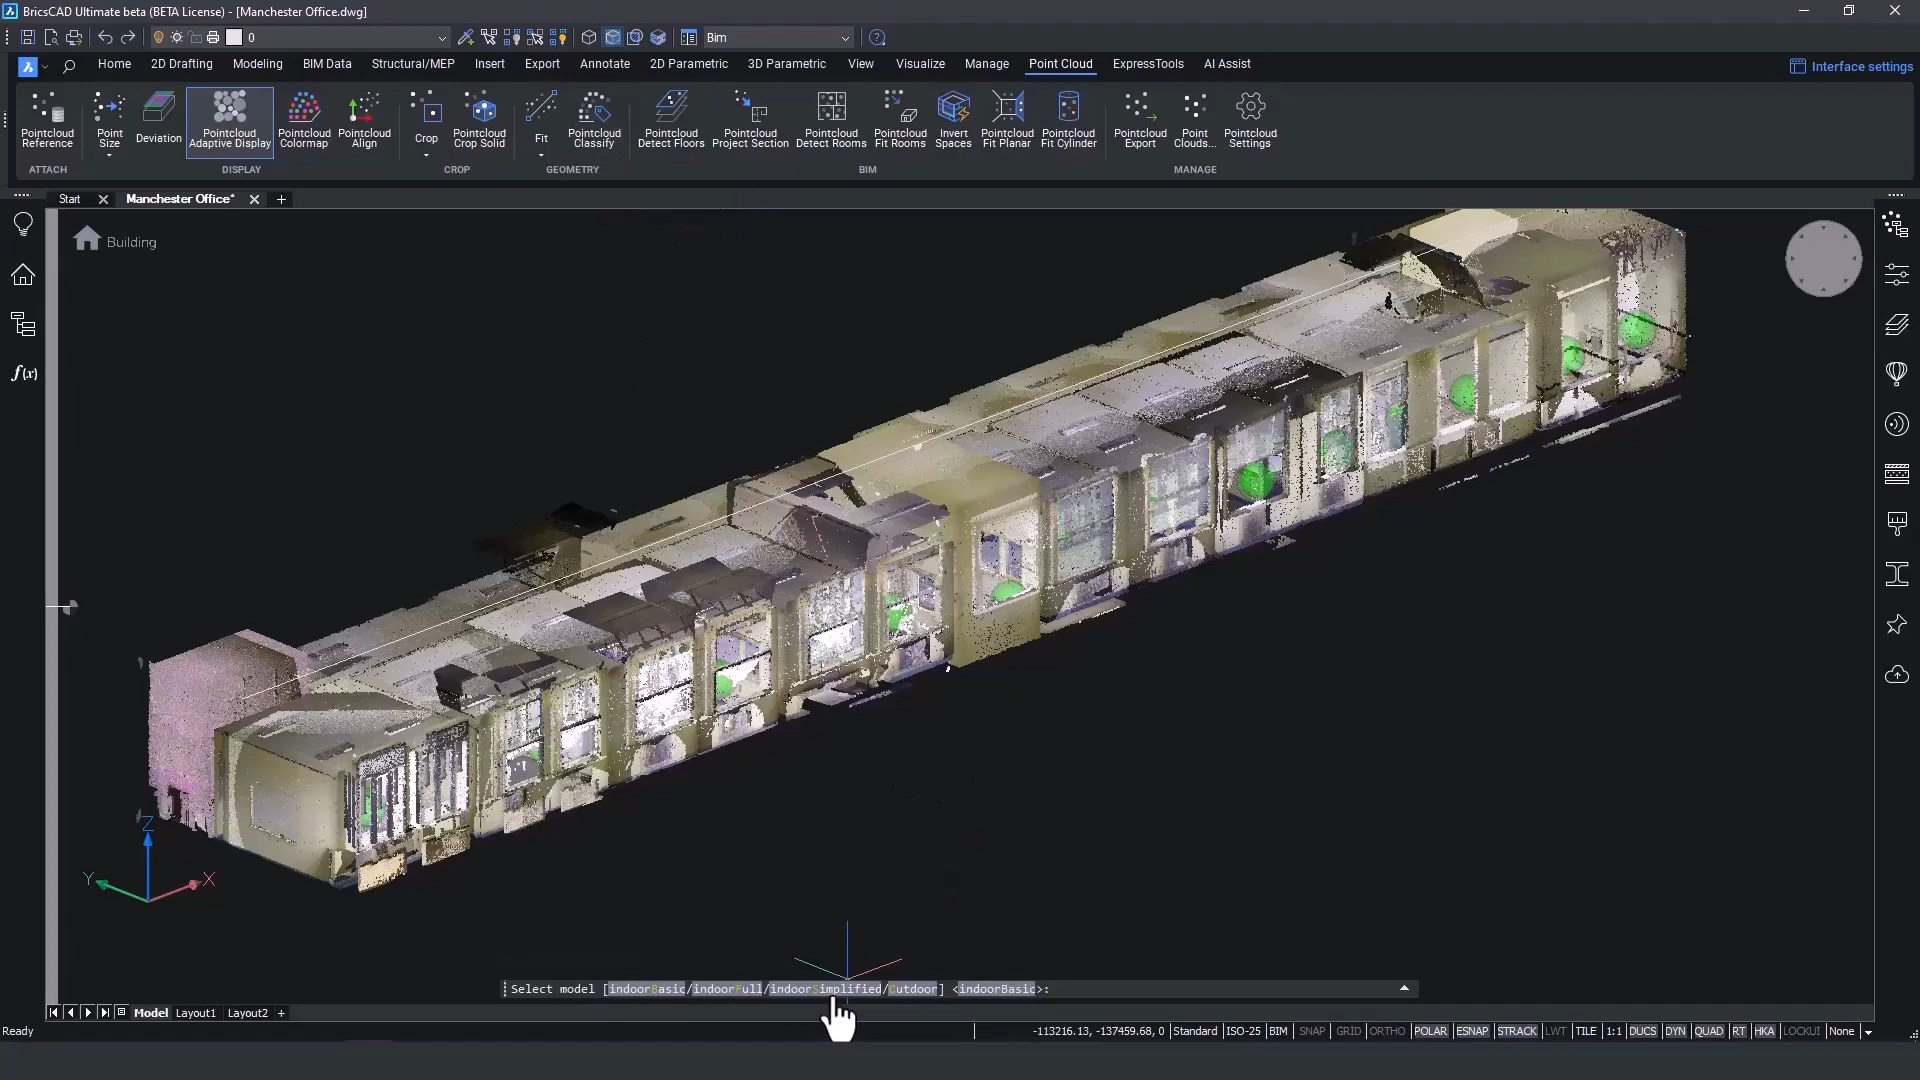 BricsCAD Ultimate beta (BETA License) - [Manchester Office.dwg]
0
Bim
Home 2D Drafting Modeling BIM Data Structural/MEP Insert Export Annotate 2D Parametric 3D Parametric View Visualize Manage Point Cloud ExpressTools AI Assist Interface settings
Pointcloud Reference
Point Size
Deviation
Pointcloud Adaptive Display
Pointcloud Colormap
Pointcloud Align
Crop
Pointcloud Crop Solid
Fit
Pointcloud Classify
Pointcloud Detect Floors
Pointcloud Project Section
Pointcloud Detect Rooms
Pointcloud Fit Rooms
Invert Spaces
Pointcloud Fit Planar
Pointcloud Fit Cylinder
Pointcloud Export
Point Clouds...
Pointcloud Settings
ATTACH DISPLAY CROP GEOMETRY BIM MANAGE
Start Manchester Office*
Building
f(x)
Z
Y X
Select model [indoorBasic/indoorFull/indoorSimplified/Outdoor] <indoorBasic>:
Model Layout1 Layout2 +
Ready -113216.13, -137459.68, 0 Standard ISO-25 BIM SNAP GRID ORTHO POLAR ESNAP STRACK LWT TILE 1:1 DUCS DYN QUAD RT HKA LOCKUI None